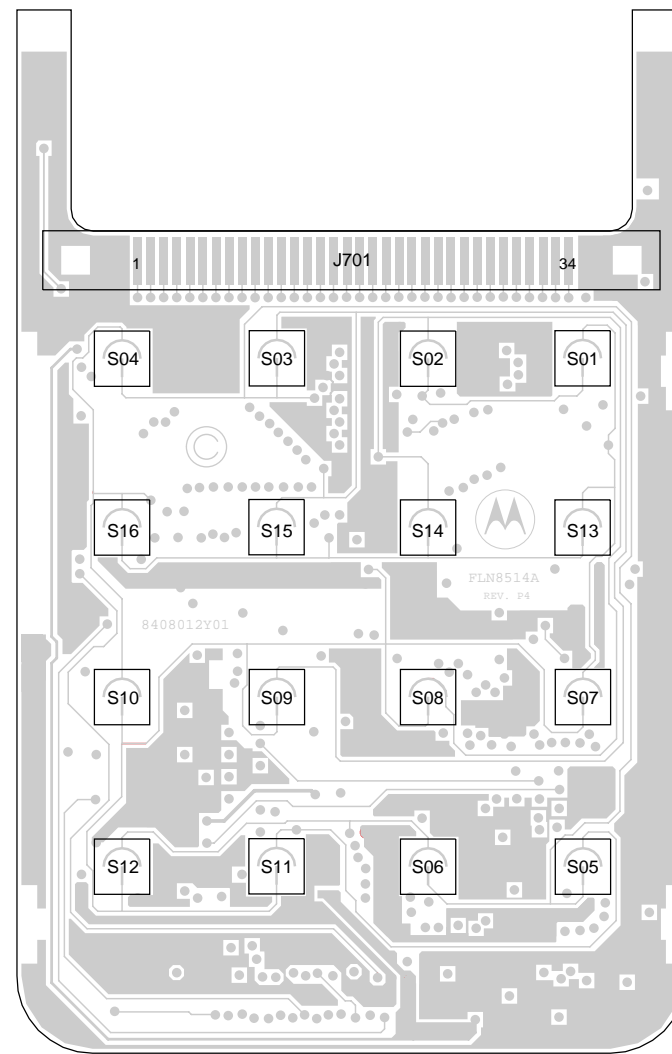 1 J701 34
S04 S03 S02 S01
©
S16 S15 S14 S13
FLN8514A
REV. P4
8408012Y01
S10 S09 S08 S07
S12 S11 S06 S05